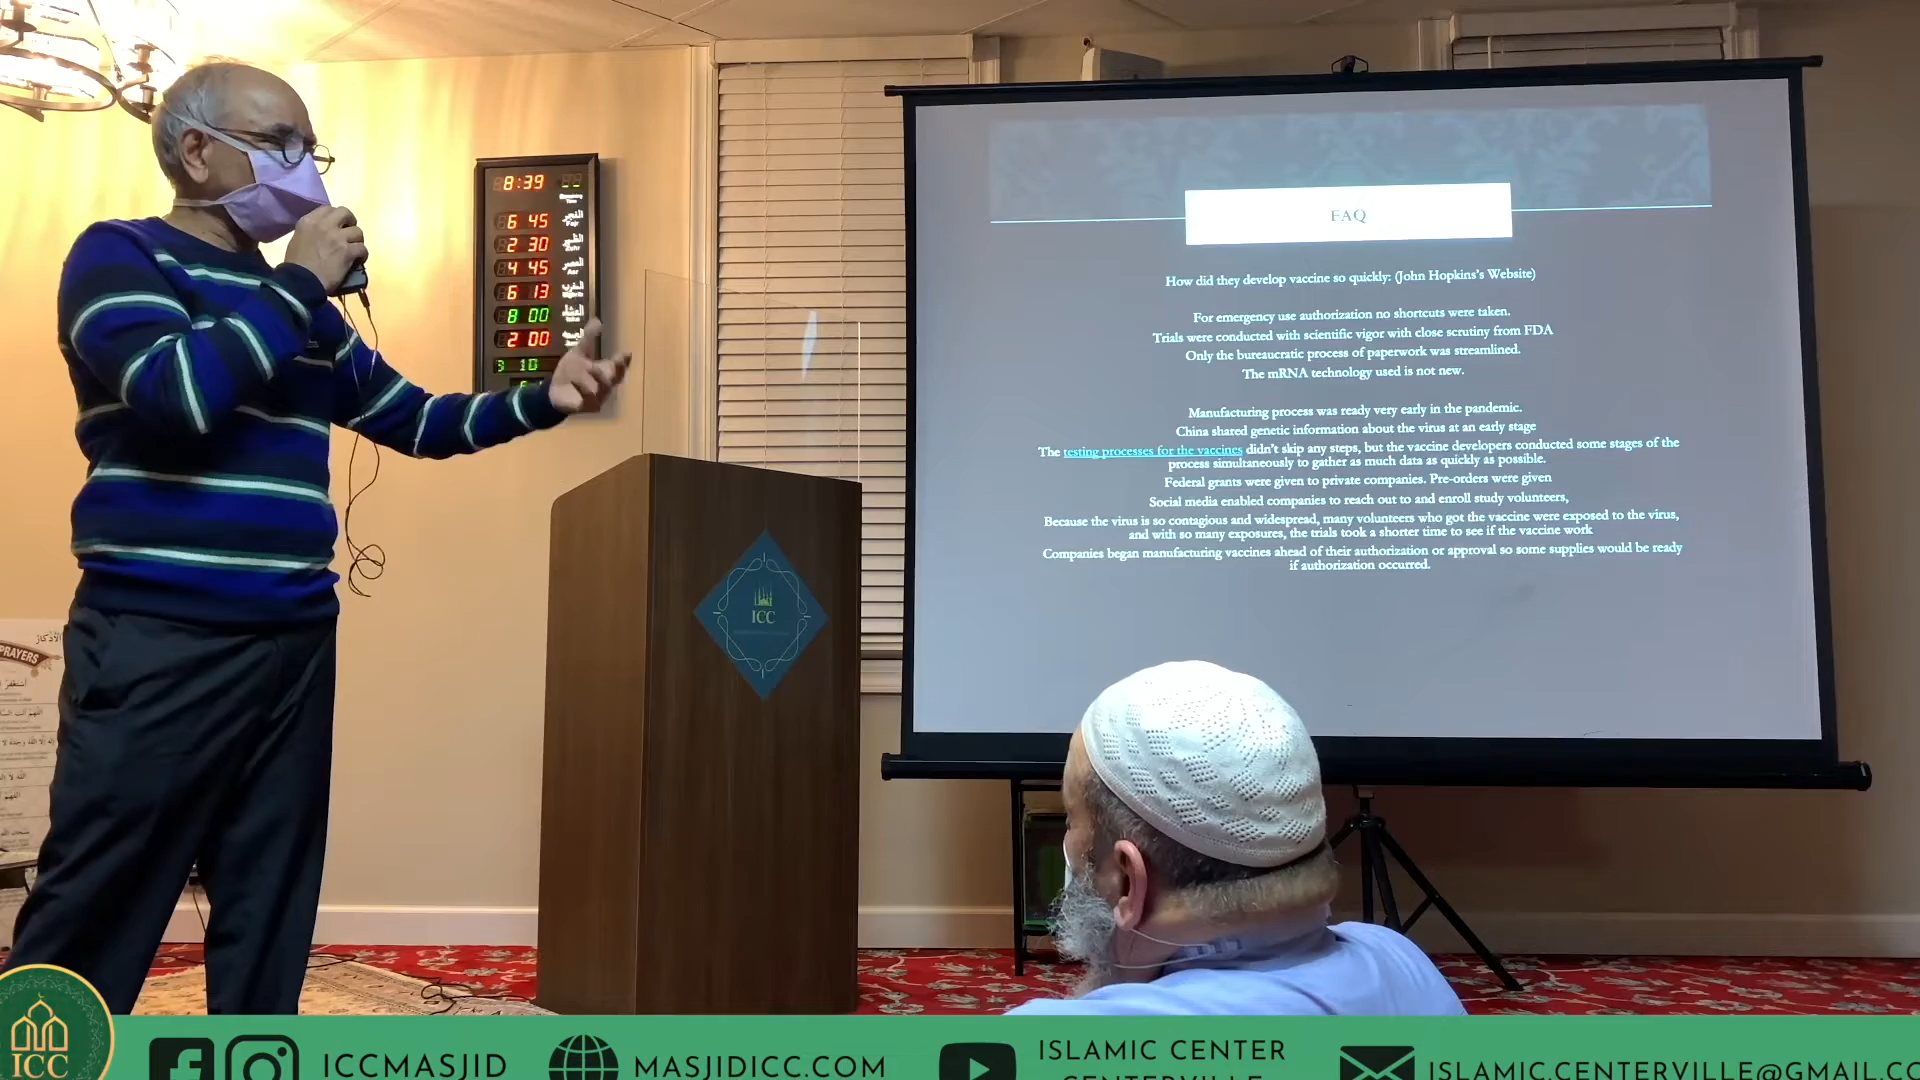 8:39
6 45
2 30
4 45
6 13
8 00
2 00
3 10
Fajr
Asr
FAQ
How did they develop vaccine so quickly: (John Hopkins's Website)
For emergency use authorization no shortcuts were taken.
Trials were conducted with scientific vigor with close scrutiny from FDA
Only the bureaucratic process of paperwork was streamlined.
The mRNA technology used is not new.
Manufacturing process was ready very early in the pandemic.
China shared genetic information about the virus at an early stage
The testing processes for the vaccines didn't skip any steps, but the vaccine developers conducted some stages of the
process simultaneously to gather as much data as quickly as possible.
Federal grants were given to private companies. Pre-orders were given
Social media enabled companies to reach out to and enroll study volunteers,
Because the virus is so contagious and widespread, many volunteers who got the vaccine were exposed to the virus,
and with so many exposures, the trials took a shorter time to see if the vaccine work
Companies began manufacturing vaccines ahead of their authorization or approval so some supplies would be ready
if authorization occurred.
ICC
PRAYERS
ICC
ICCMASJID
MASJIDICC.COM
ISLAMIC CENTER
CENTERVILLE
ISLAMIC.CENTERVILLE@GMAIL.CO